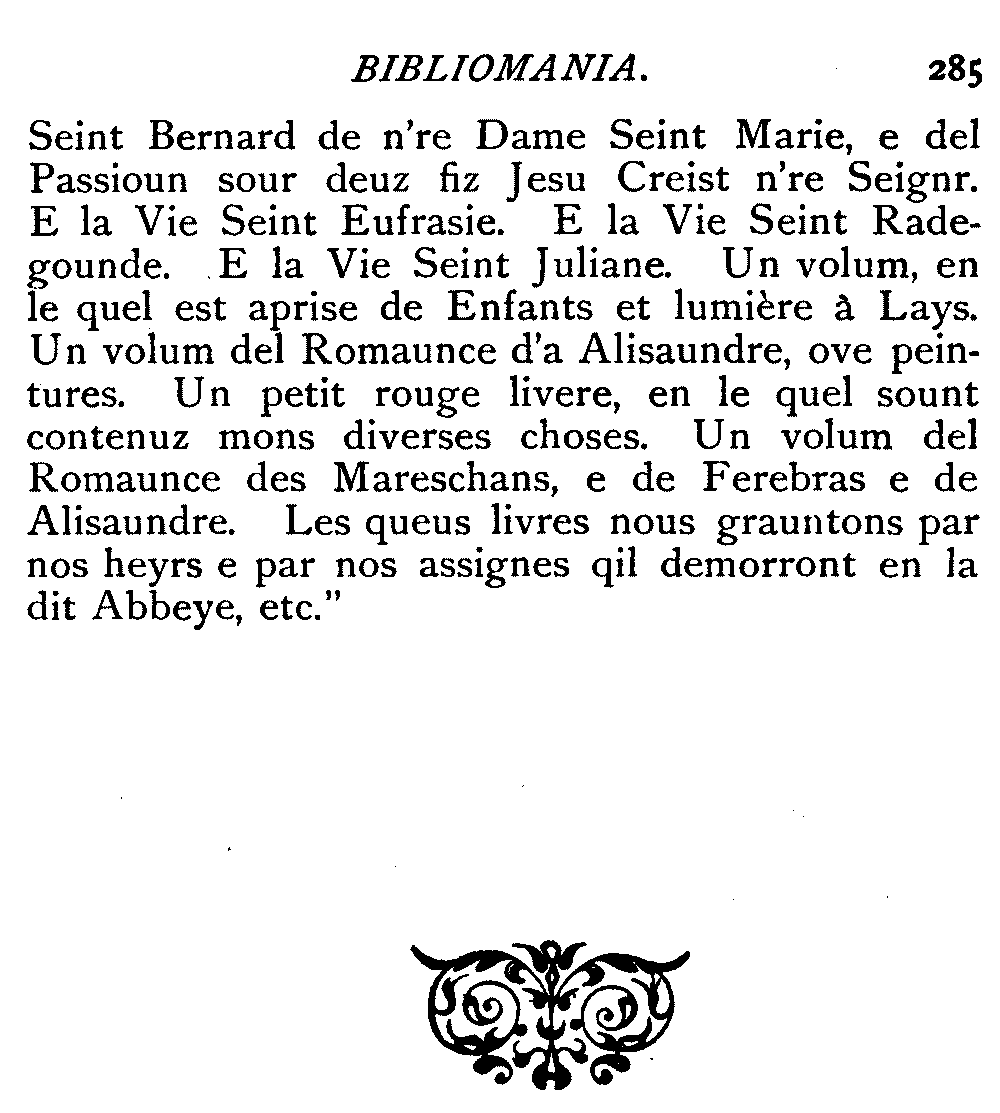 BIBLIOMANIA. 285
Seint Bernard de n're Dame Seint Marie, e del
Passioun sour deuz fiz Jesu Creist n're Seignr.
E la Vie Seint Eufrasie. E la Vie Seint Rade-
gounde. E la Vie Seint Juliane. Un volum, en
le quel est aprise de Enfants et lumière à Lays.
Un volum del Romaunce d'a Alisaundre, ove pein-
tures. Un petit rouge livere, en le quel sount
contenuz mons diverses choses. Un volum del
Romaunce des Mareschans, e de Ferebras e de
Alisaundre. Les queus livres nous grauntons par
nos heyrs e par nos assignes qil demorront en la
dit Abbeye, etc."